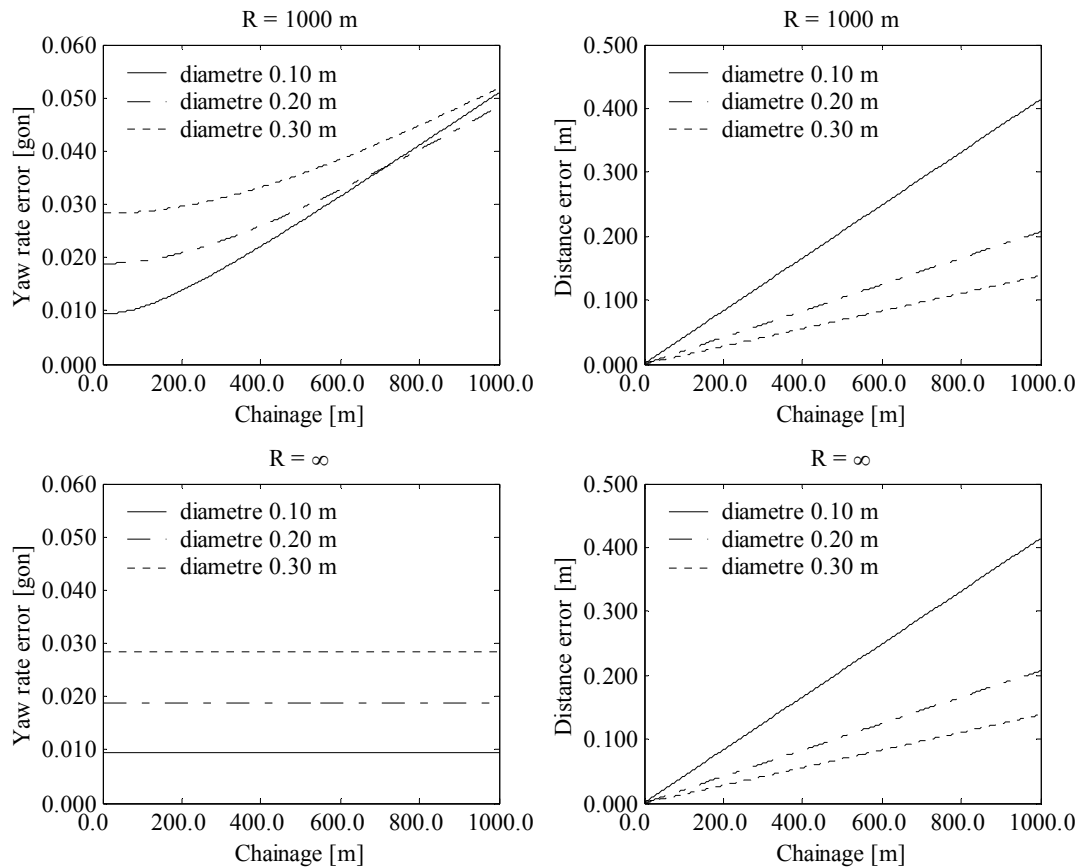 R = 1000 m
Yaw rate error [gon]
0.060
0.050
0.040
0.030
0.020
0.010
0.000
diametre 0.10 m
diametre 0.20 m
diametre 0.30 m
0.0 200.0 400.0 600.0 800.0 1000.0
Chainage [m]
R = 1000 m
Distance error [m]
0.500
0.400
0.300
0.200
0.100
0.000
diametre 0.10 m
diametre 0.20 m
diametre 0.30 m
0.0 200.0 400.0 600.0 800.0 1000.0
Chainage [m]
R = ∞
Yaw rate error [gon]
0.060
0.050
0.040
0.030
0.020
0.010
0.000
diametre 0.10 m
diametre 0.20 m
diametre 0.30 m
0.0 200.0 400.0 600.0 800.0 1000.0
Chainage [m]
R = ∞
Distance error [m]
0.500
0.400
0.300
0.200
0.100
0.000
diametre 0.10 m
diametre 0.20 m
diametre 0.30 m
0.0 200.0 400.0 600.0 800.0 1000.0
Chainage [m]